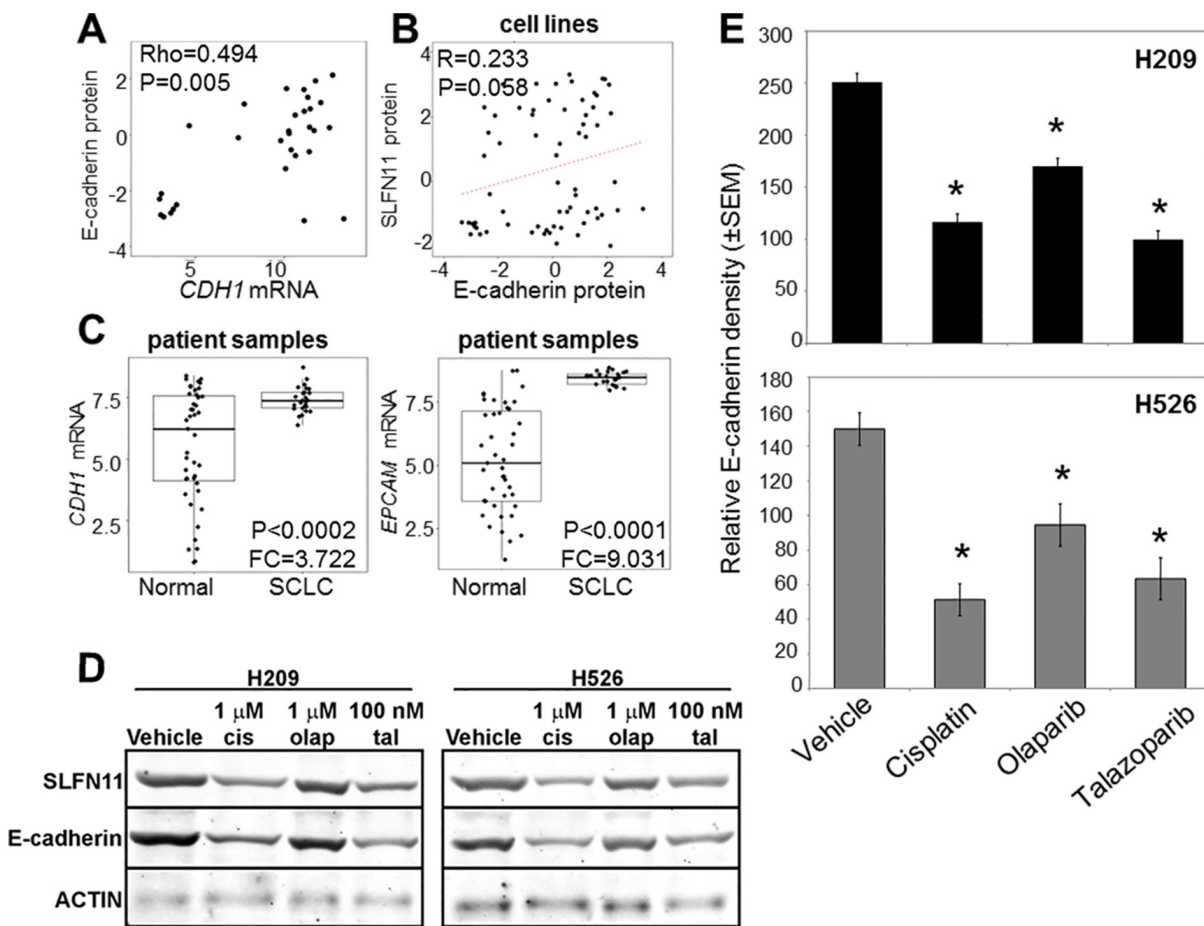 A
Rho=0.494
P=0.005
E-cadherin protein
2
0
-2
-4
5
10
CDH1 mRNA
B
cell lines
R=0.233
P=0.058
SLFN11 protein
4
2
0
-2
-4
-2
0
2
4
E-cadherin protein
C
patient samples
CDH1 mRNA
7.5
5.0
2.5
P<0.0002
FC=3.722
Normal
SCLC
patient samples
EPCAM mRNA
7.5
5.0
2.5
P<0.0001
FC=9.031
Normal
SCLC
D
H209
Vehicle
1 μM cis
1 μM olap
100 nM tal
H526
Vehicle
1 μM cis
1 μM olap
100 nM tal
SLFN11
E-cadherin
ACTIN
E
Relative E-cadherin density (±SEM)
H209
300
250
200
150
100
50
0
*
*
*
H526
180
160
140
120
100
80
60
40
20
0
*
*
*
Vehicle
Cisplatin
Olaparib
Talazoparib